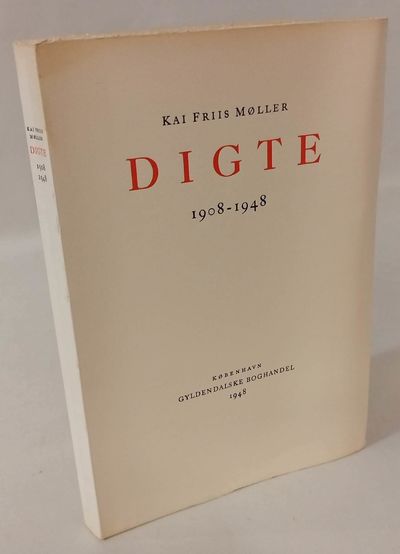 KAI FRIIS MØLLER
DIGTE
1908-1948
KØBENHAVN
GYLDENDALSKE BOGHANDEL
1948
KAI FRIIS
MØLLER
DIGTE
1908
1948